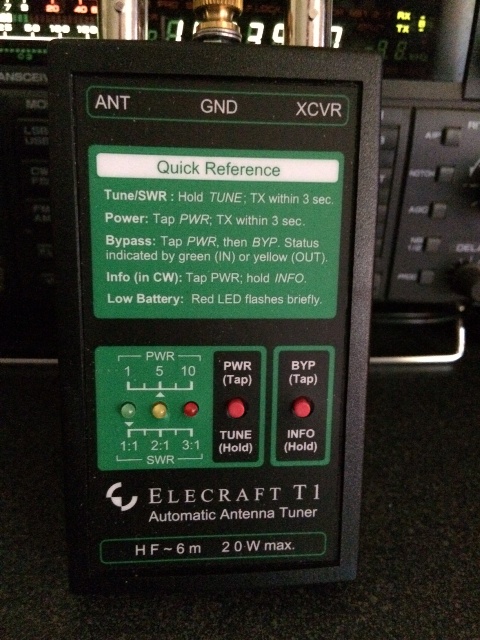 RX
TX
ANT GND XCVR
Quick Reference
Tune/SWR : Hold TUNE; TX within 3 sec.
Power: Tap PWR; TX within 3 sec.
Bypass: Tap PWR, then BYP. Status
indicated by green (IN) or yellow (OUT).
Info (in CW): Tap PWR; hold INFO.
Low Battery: Red LED flashes briefly.
PWR
1 5 10
1:1 2:1 3:1
SWR
PWR
(Tap)
TUNE
(Hold)
BYP
(Tap)
INFO
(Hold)
ELECRAFT T1
Automatic Antenna Tuner
HF~6m 20W max.
NOTCH